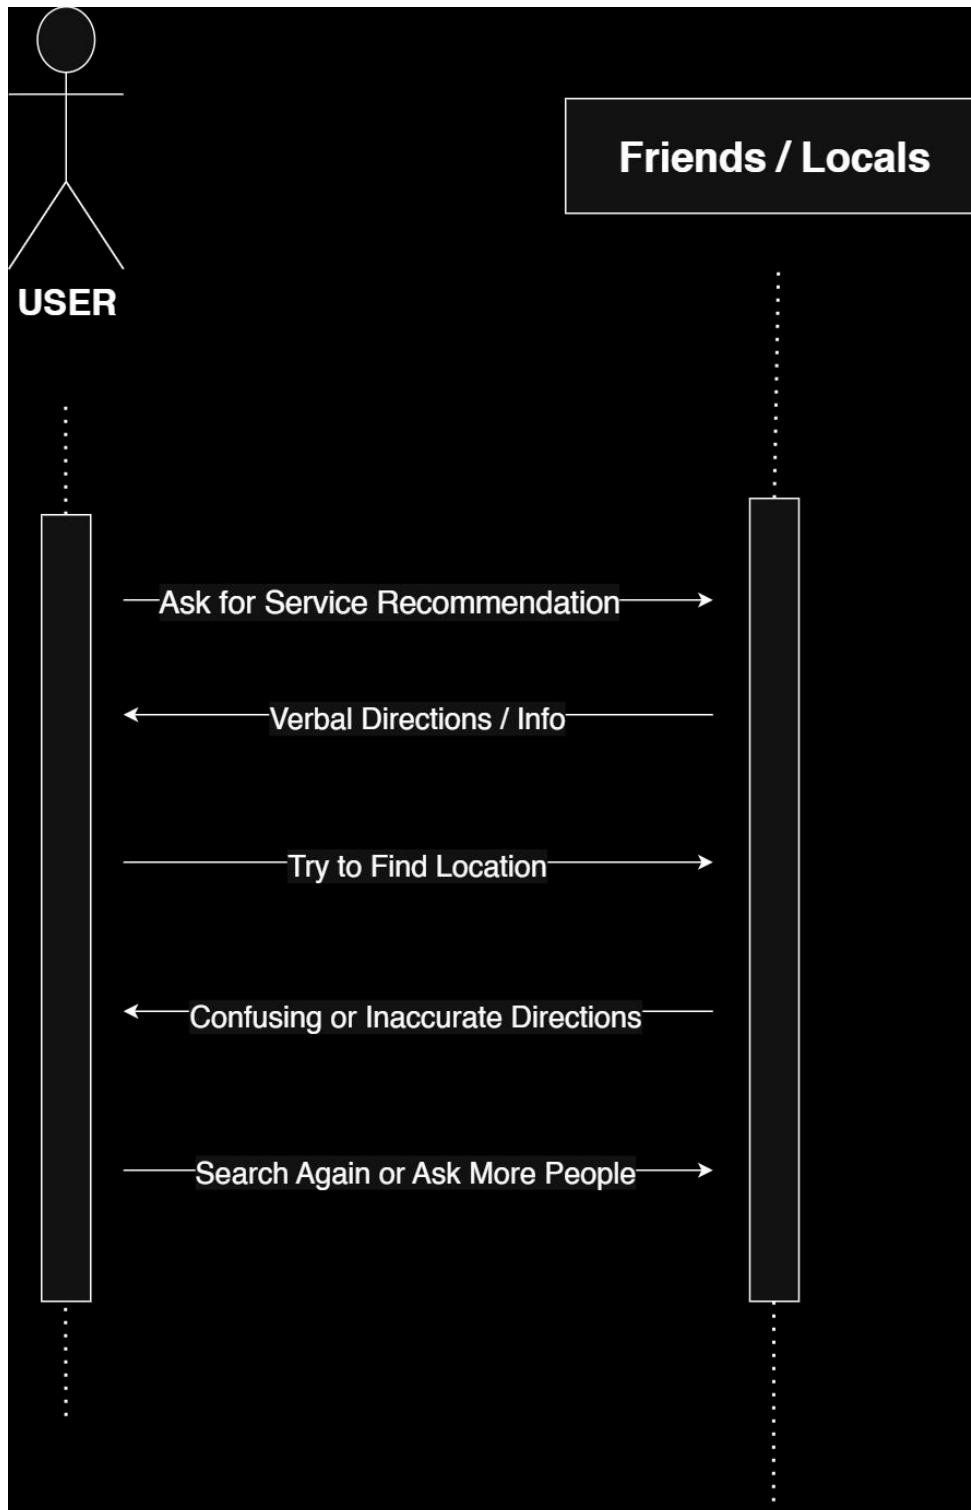 Friends / Locals
USER
Ask for Service Recommendation
Verbal Directions / Info
Try to Find Location
Confusing or Inaccurate Directions
Search Again or Ask More People